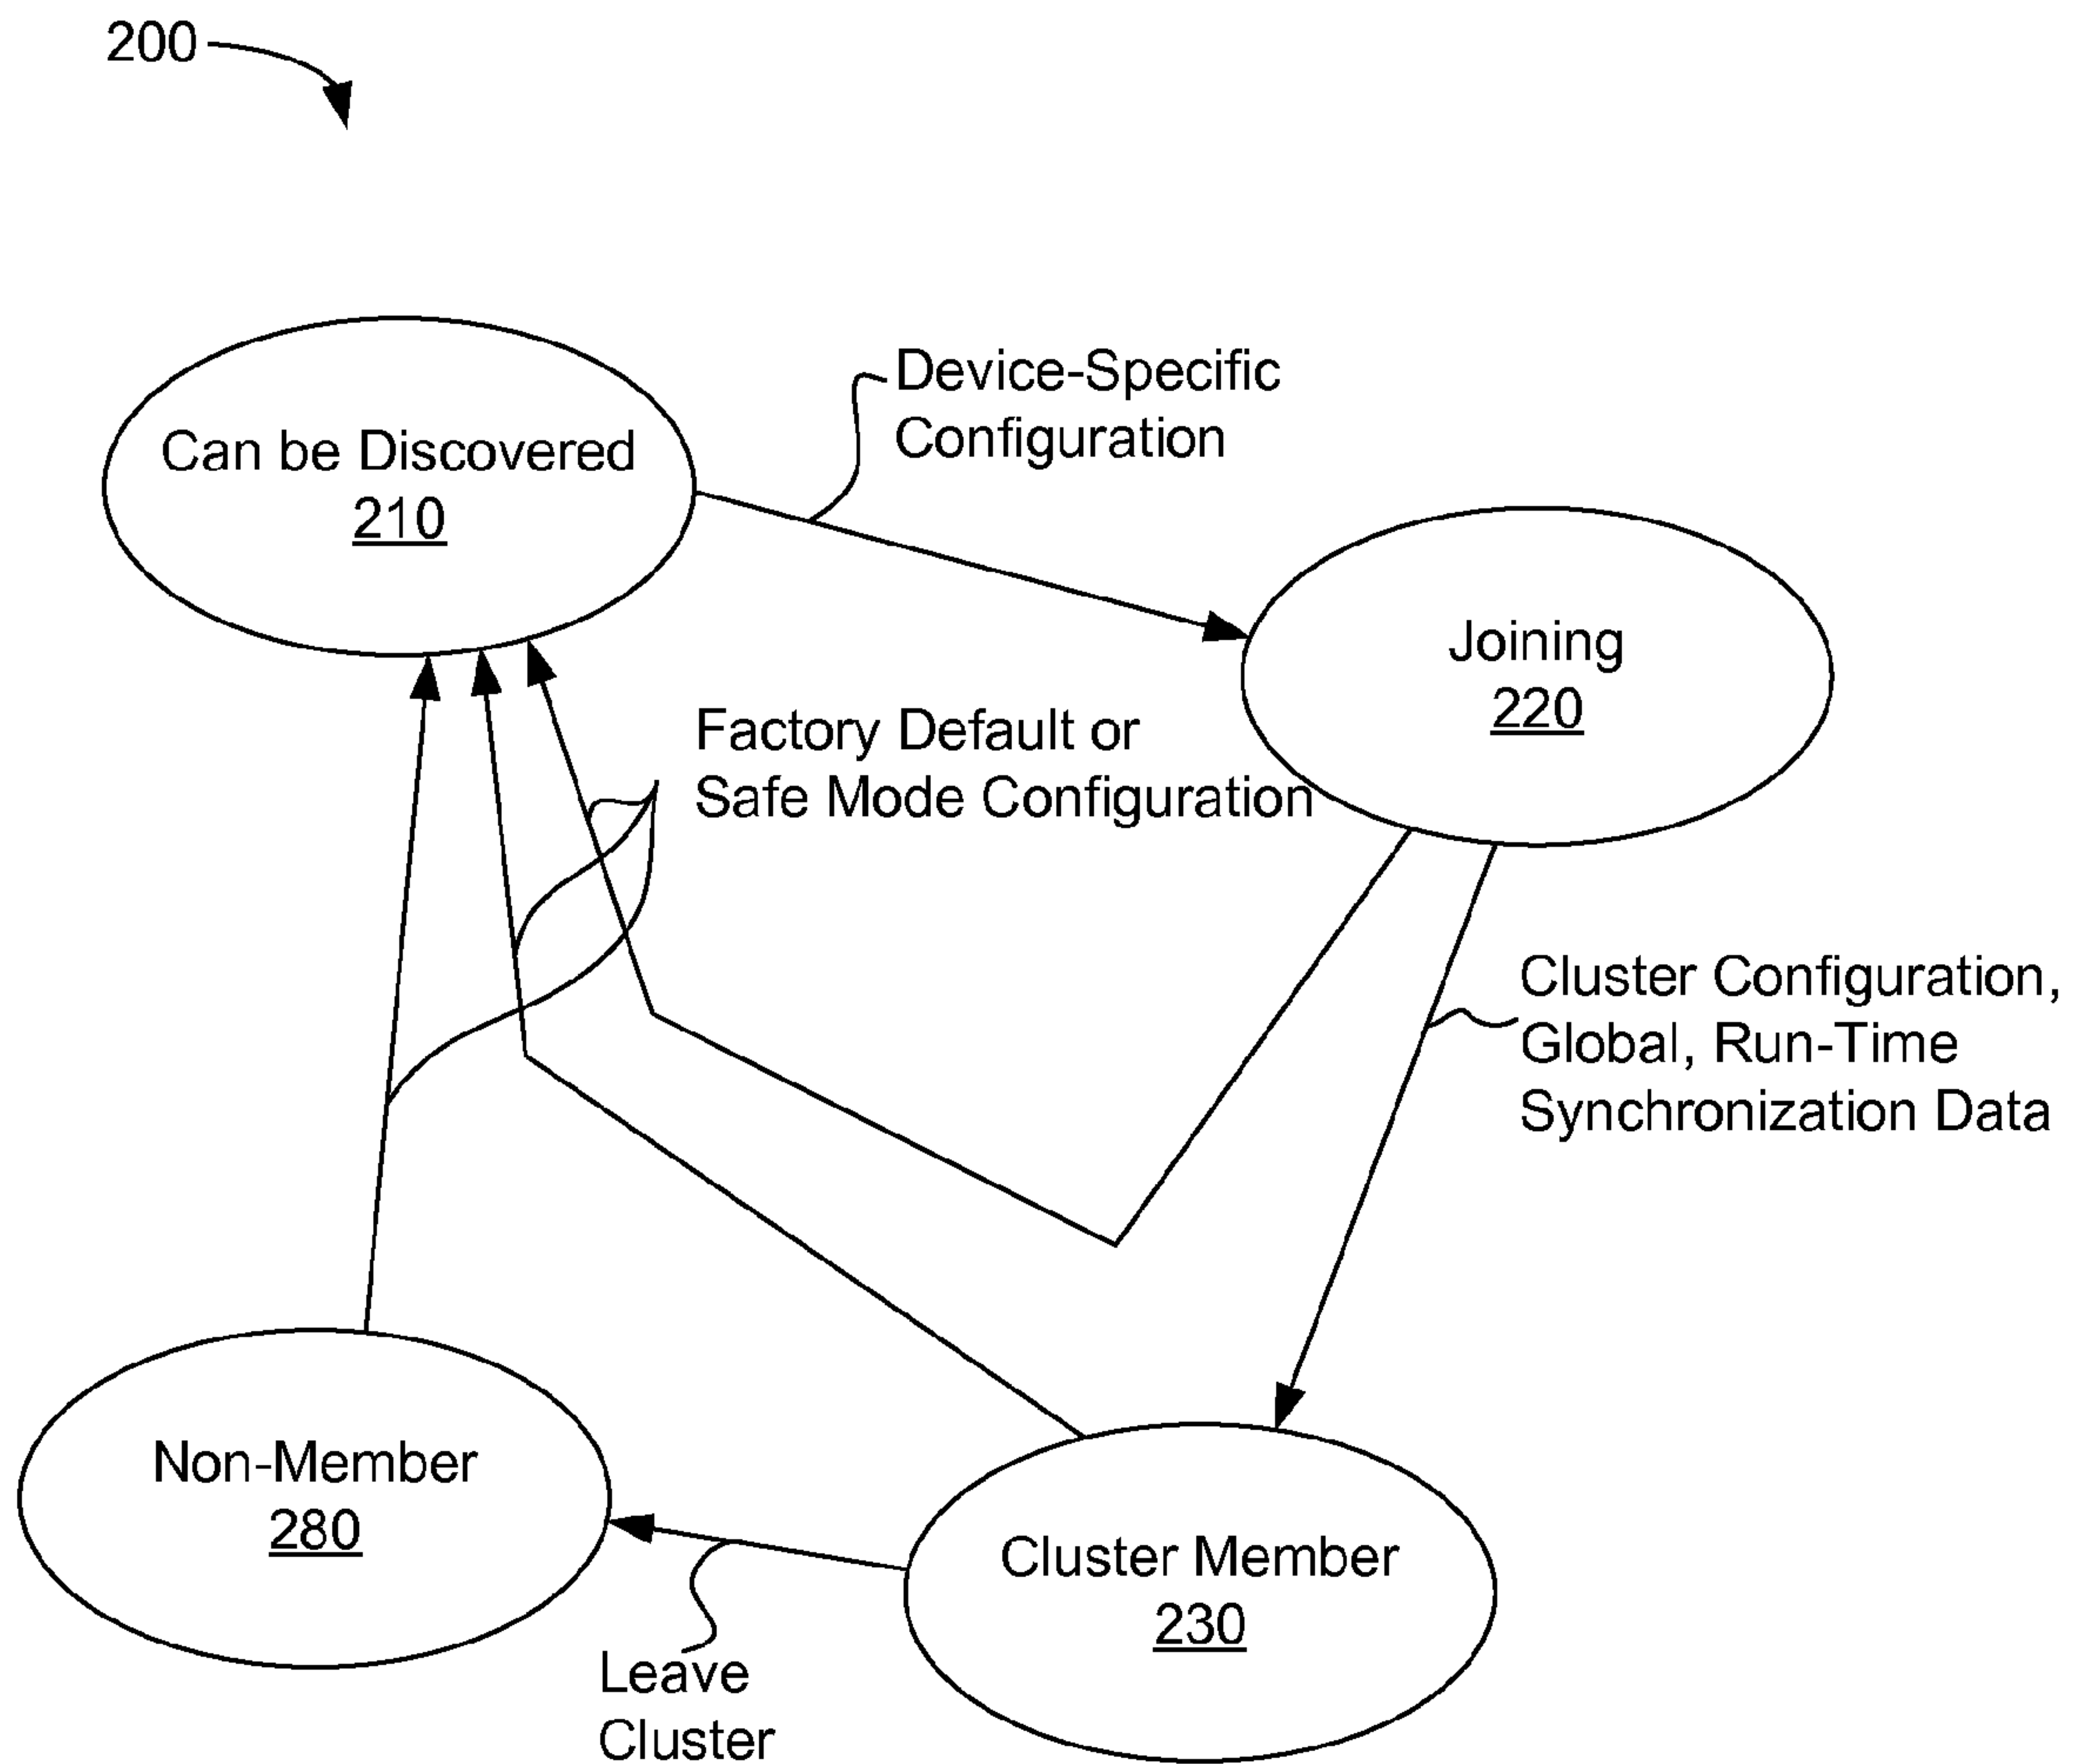 200
Can be Discovered
210
Device-Specific
Configuration
Joining
220
Factory Default or
Safe Mode Configuration
Cluster Configuration,
Global, Run-Time
Synchronization Data
Non-Member
280
Cluster Member
230
Leave
Cluster